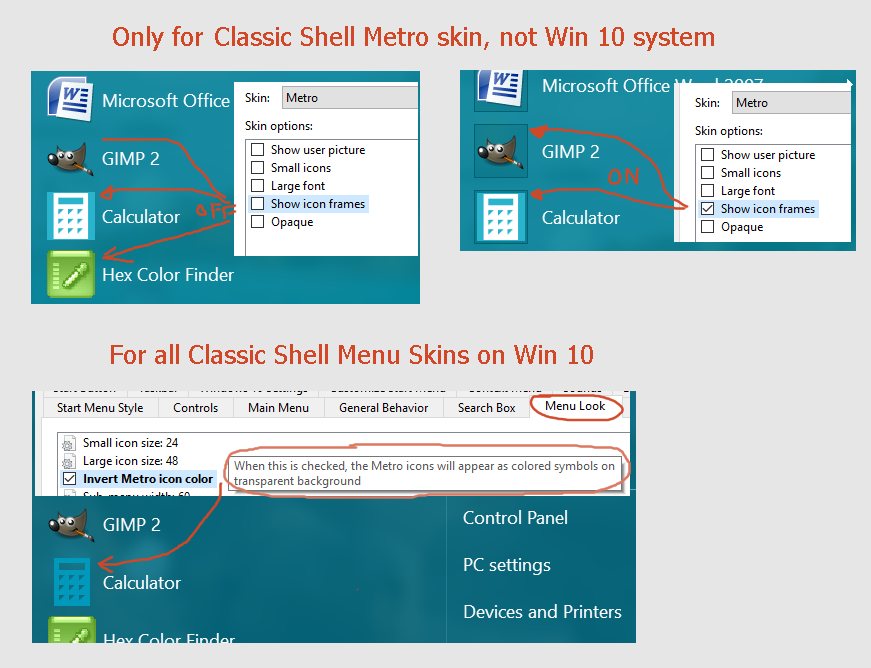 Only for Classic Shell Metro skin, not Win 10 system
Microsoft Office
GIMP 2
Calculator
Hex Color Finder
Skin: Metro
Skin options:
Show user picture
Small icons
Large font
Show icon frames
Opaque
OFF
Microsoft Office Word 2007
GIMP 2
Calculator
Skin: Metro
Skin options:
Show user picture
Small icons
Large font
Show icon frames
Opaque
ON
For all Classic Shell Menu Skins on Win 10
Start Menu Style Controls Main Menu General Behavior Search Box Menu Look
Small icon size: 24
Large icon size: 48
Invert Metro icon color
Sub-menu width: 60
When this is checked, the Metro icons will appear as colored symbols on
transparent background
GIMP 2
Calculator
Hex Color Finder
Control Panel
PC settings
Devices and Printers